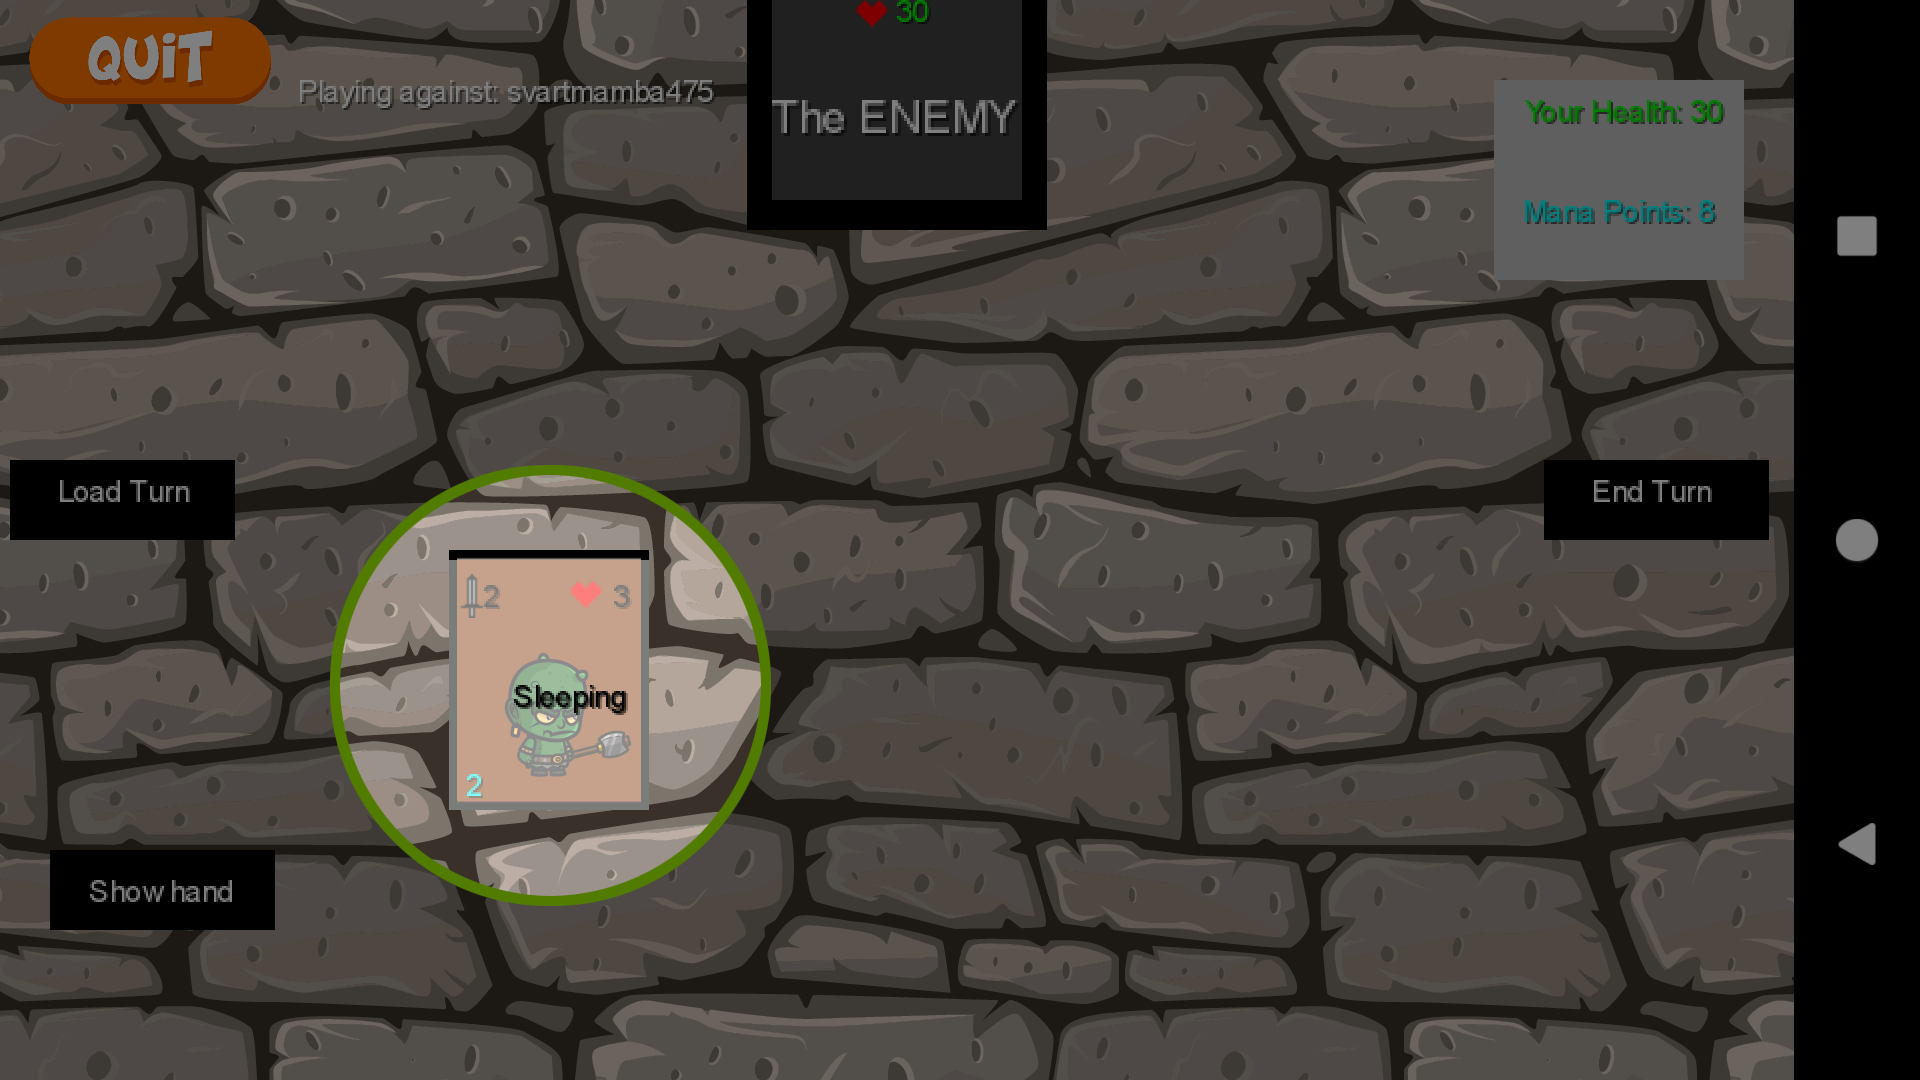 QUiT
Playing against: svartmamba475
30
The ENEMY
Your Health: 30
Mana Points: 8
Load Turn
End Turn
2 3
Sleeping
2
Show hand